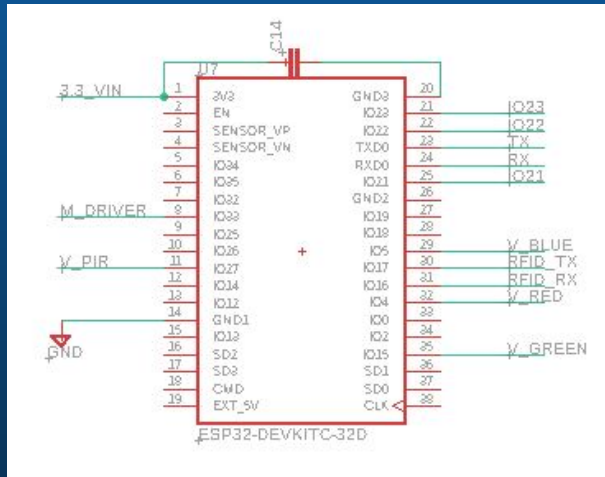 C14
U7
3.3_VIN
M_DRIVER
V_PIR
GND
1
2
3
4
5
6
7
8
9
10
11
12
13
14
15
16
17
18
19
3V3
EN
SENSOR_VP
SENSOR_VN
IO34
IO35
IO32
IO33
IO25
IO26
IO27
IO14
IO12
GND1
IO13
SD2
SD3
CMD
EXT_5V
GND3
IO23
IO22
TXD0
RXD0
IO21
GND2
IO19
IO18
IO5
IO17
IO16
IO4
IO0
IO2
IO15
SD1
SD0
CLK
20
21
22
23
24
25
26
27
28
29
30
31
32
33
34
35
36
37
38
IO23
IO22
TX
RX
IO21
V_BLUE
RFID_TX
RFID_RX
V_RED
V_GREEN
ESP32-DEVKITC-32D